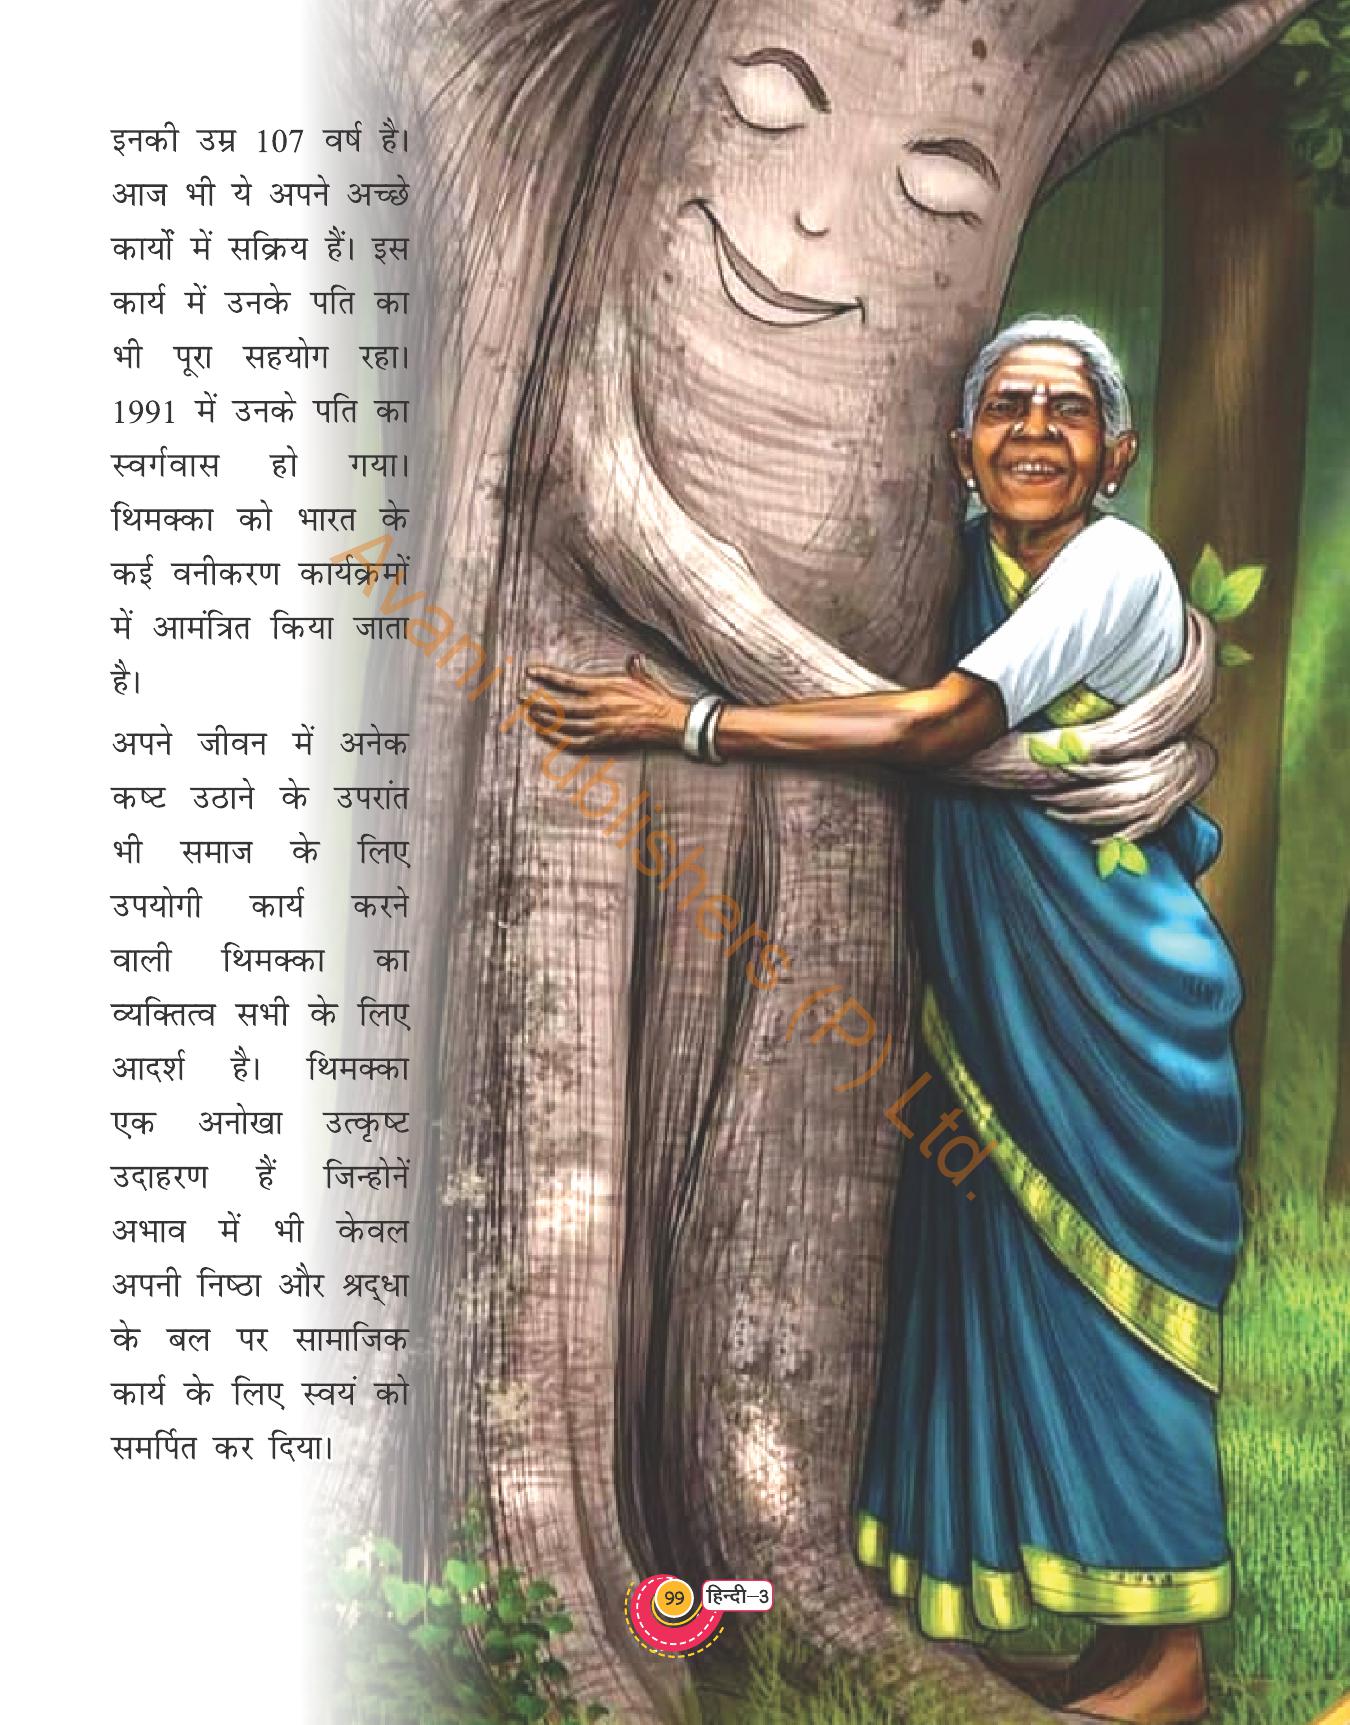 इनकी उम्र 107 वर्ष है।
आज भी ये अपने अच्छे
कार्यों में सक्रिय हैं। इस
कार्य में उनके पति का
भी पूरा सहयोग रहा।
1991 में उनके पति का
स्वर्गवास हो गया।
थिमक्का को भारत के
कई वनीकरण कार्यक्रमों
में आमंत्रित किया जाता
है।
अपने जीवन में अनेक
कष्ट उठाने के उपरांत
भी समाज के लिए
उपयोगी कार्य करने
वाली थिमक्का का
व्यक्तित्व सभी के लिए
आदर्श है। थिमक्का
एक अनोखा उत्कृष्ट
उदाहरण हैं जिन्होनें
अभाव में भी केवल
अपनी निष्ठा और श्रद्‌धा
के बल पर सामाजिक
कार्य के लिए स्वयं को
समर्पित कर दिया।
Avani Publishers (P) Ltd.
99 हिन्दी–3